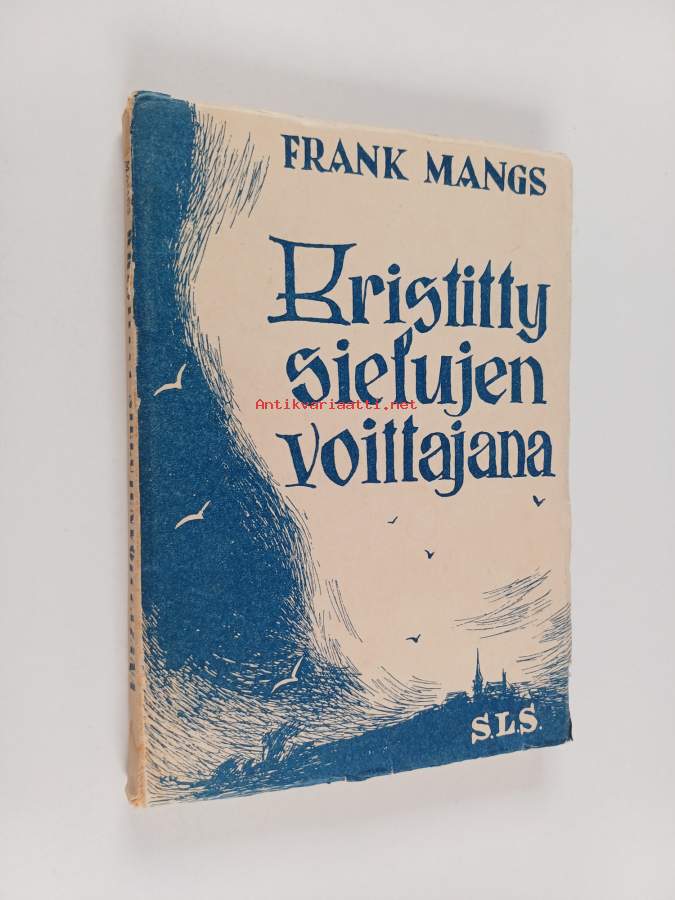 FRANK MANGS
Kristitty
sielujen
Antikvariaatti.net
voittajana
S.L.S.